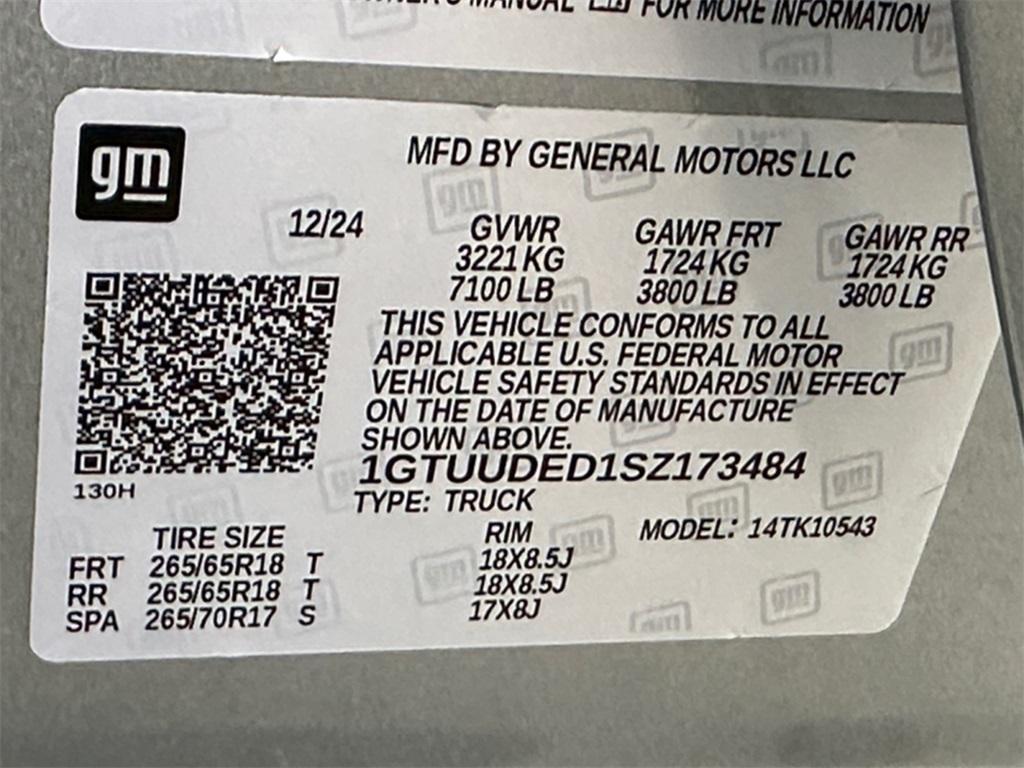 OWNER'S MANUAL FOR MORE INFORMATION
gm
MFD BY GENERAL MOTORS LLC
12/24 GVWR GAWR FRT GAWR RR
3221 KG 1724 KG 1724 KG
7100 LB 3800 LB 3800 LB
THIS VEHICLE CONFORMS TO ALL
APPLICABLE U.S. FEDERAL MOTOR
VEHICLE SAFETY STANDARDS IN EFFECT
ON THE DATE OF MANUFACTURE
SHOWN ABOVE.
1GTUUDED1SZ173484
130H
TYPE: TRUCK
TIRE SIZE RIM MODEL: 14TK10543
FRT 265/65R18 T 18X8.5J
RR 265/65R18 T 18X8.5J
SPA 265/70R17 S 17X8J